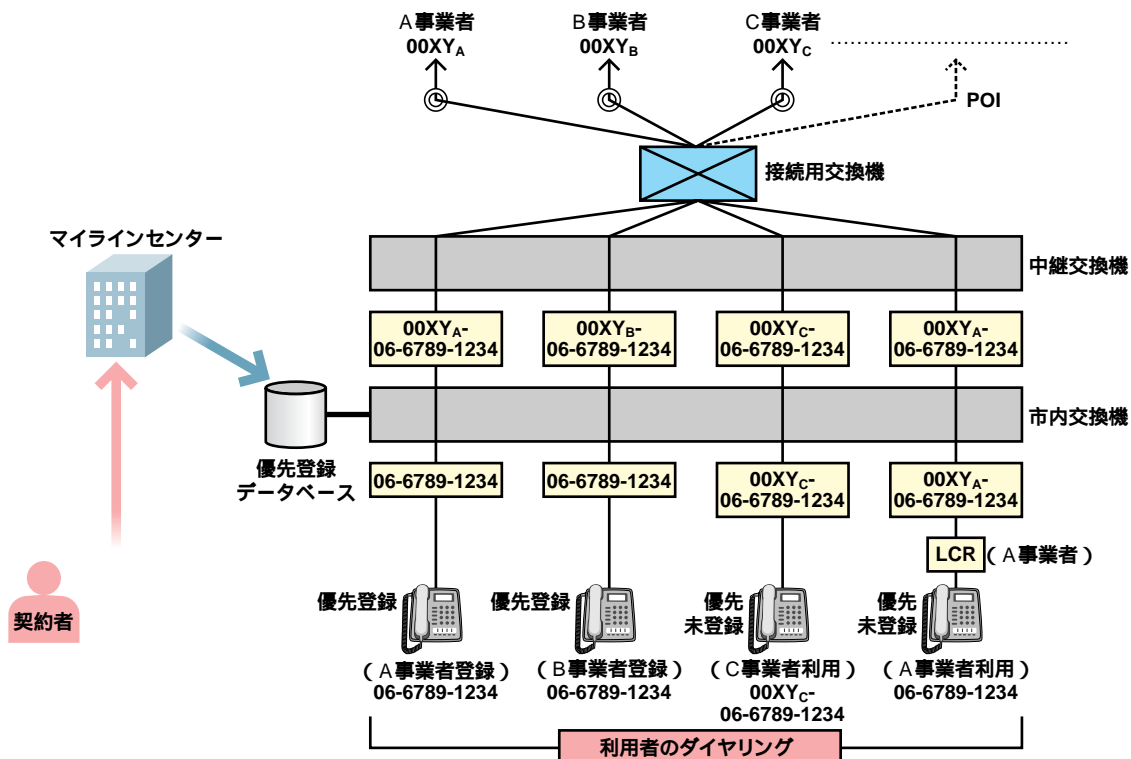 A事業者
00XYA
B事業者
00XYB
C事業者
00XYC
POI
接続用交換機
マイラインセンター
中継交換機
00XYA-
06-6789-1234
00XYB-
06-6789-1234
00XYC-
06-6789-1234
00XYA-
06-6789-1234
市内交換機
優先登録
データベース
06-6789-1234
06-6789-1234
00XYC-
06-6789-1234
00XYA-
06-6789-1234
LCR
(A事業者)
契約者
優先登録
優先登録
優先
未登録
優先
未登録
(A事業者登録)
06-6789-1234
(B事業者登録)
06-6789-1234
(C事業者利用)
00XYC-
06-6789-1234
(A事業者利用)
06-6789-1234
利用者のダイヤリング